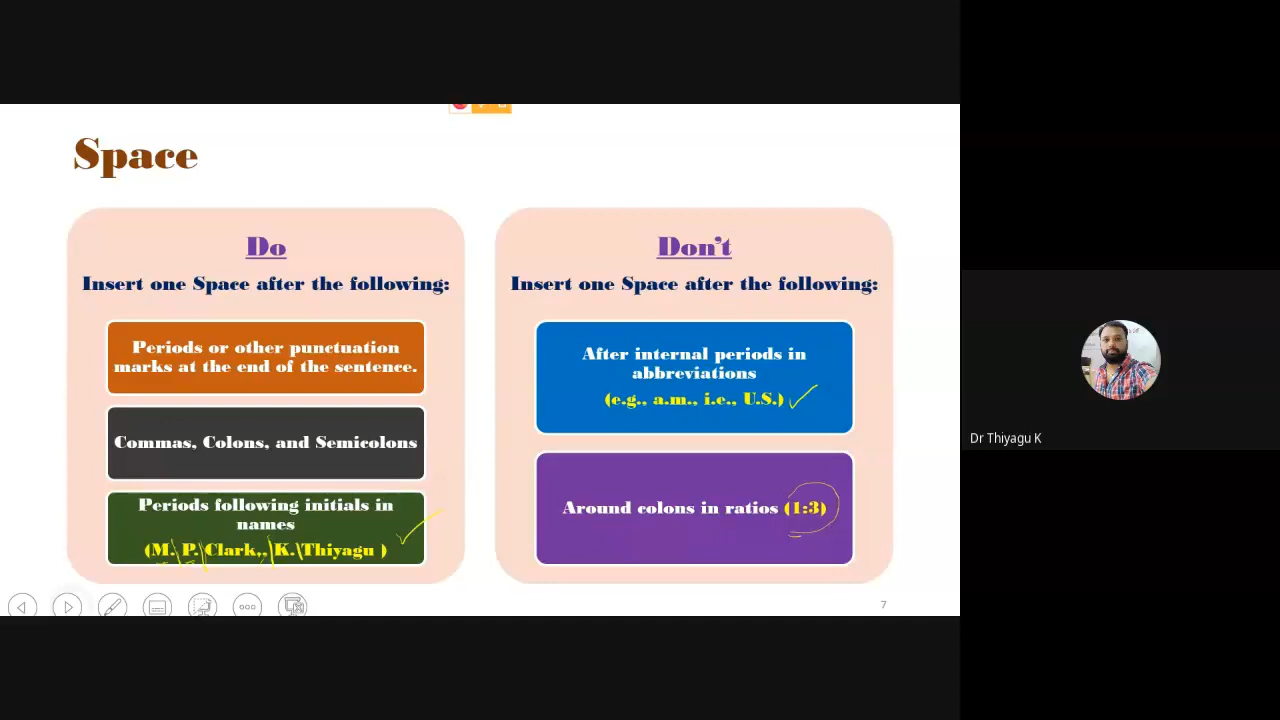 Space
Do
Insert one Space after the following:
Periods or other punctuation
marks at the end of the sentence.
Commas, Colons, and Semicolons
Periods following initials in
names
(M. P. Clark,, K. Thiyagu )
Don't
Insert one Space after the following:
After internal periods in
abbreviations
(e.g., a.m., i.e., U.S.)
Around colons in ratios (1:3)
7
Dr Thiyagu K